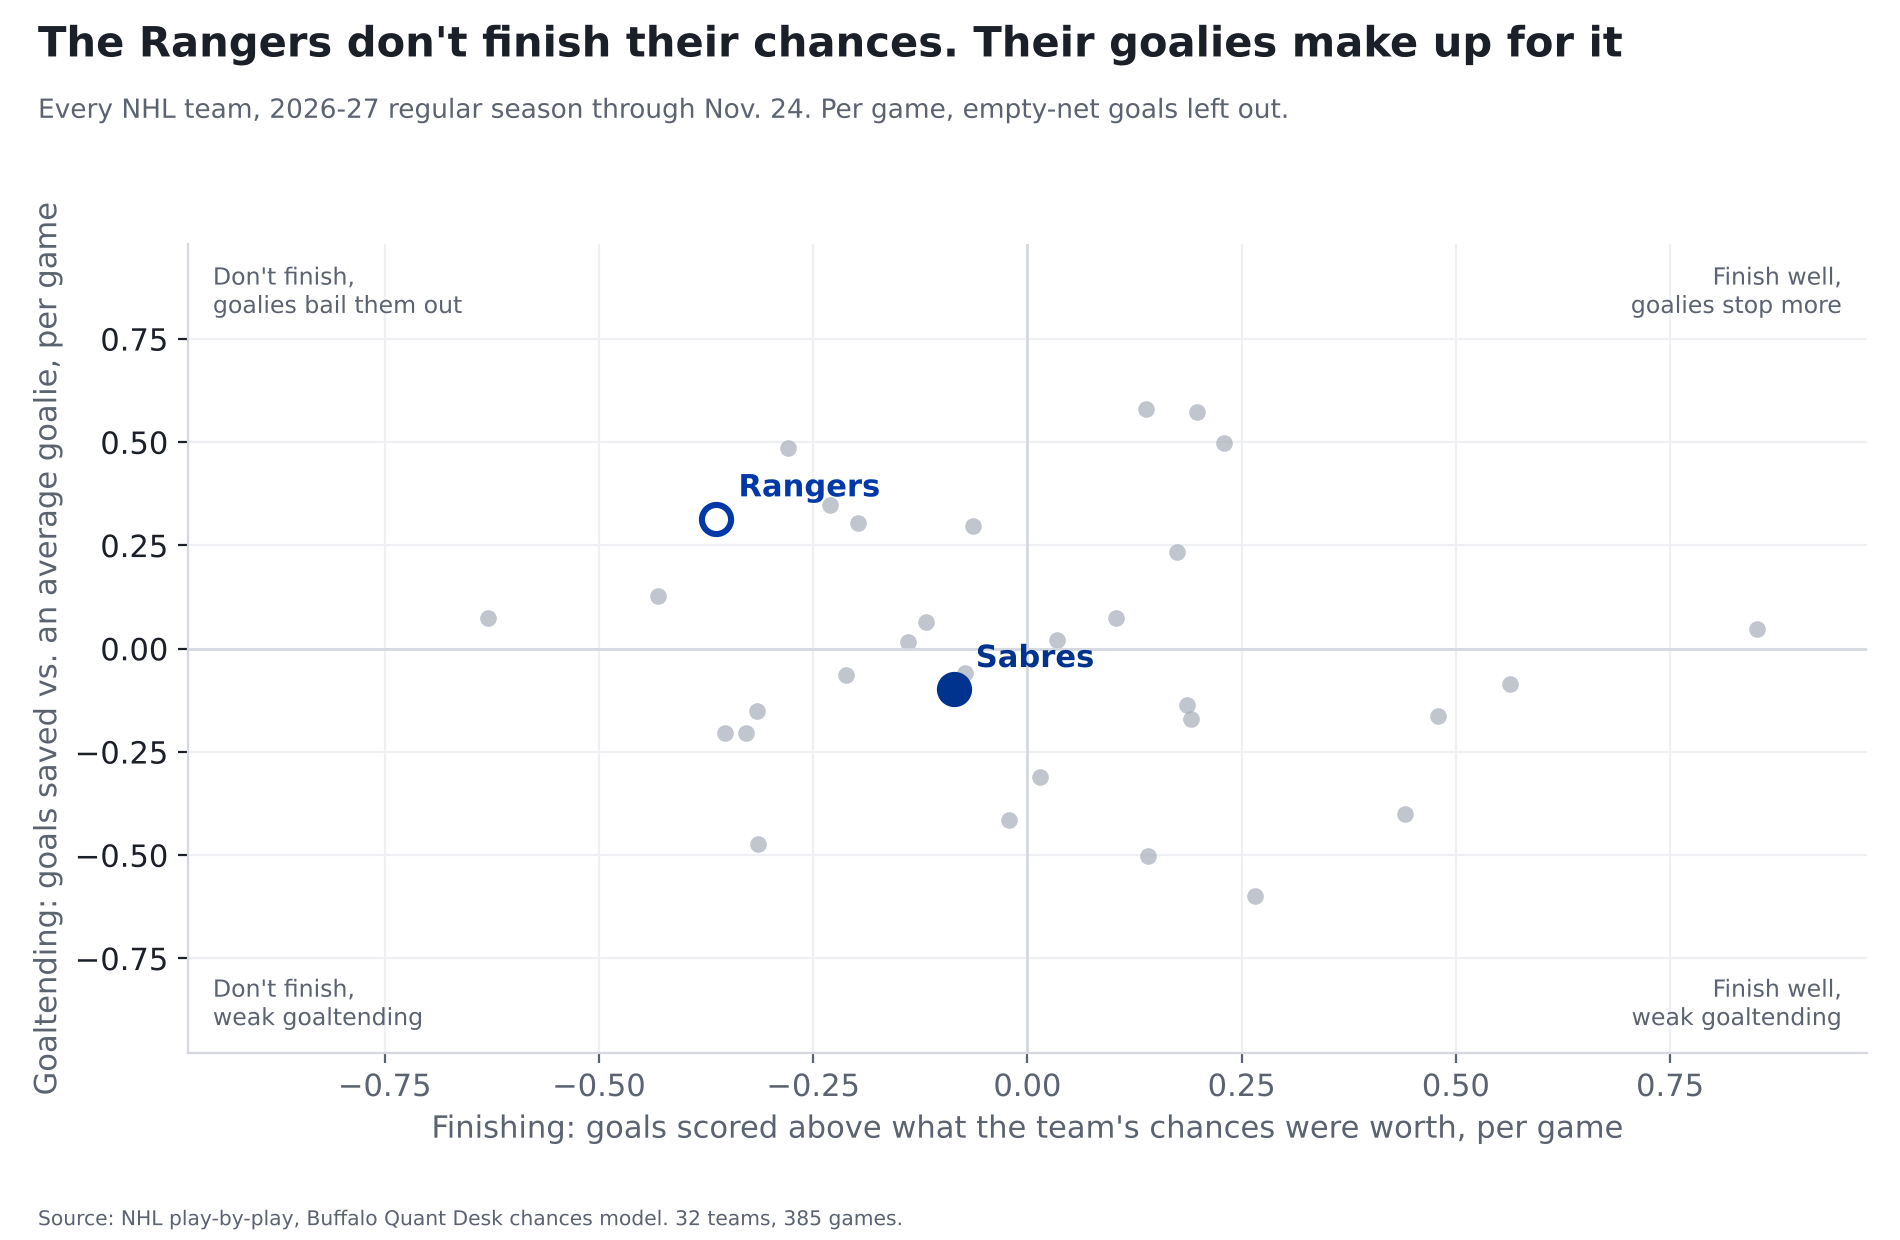 The Rangers don't finish their chances. Their goalies make up for it
Every NHL team, 2026-27 regular season through Nov. 24. Per game, empty-net goals left out.
Goaltending: goals saved vs. an average goalie, per game
Don't finish,
goalies bail them out
Finish well,
goalies stop more
0.75
0.50
0.25
0.00
−0.25
−0.50
−0.75
Rangers
Sabres
Don't finish,
weak goaltending
Finish well,
weak goaltending
−0.75
−0.50
−0.25
0.00
0.25
0.50
0.75
Finishing: goals scored above what the team's chances were worth, per game
Source: NHL play-by-play, Buffalo Quant Desk chances model. 32 teams, 385 games.